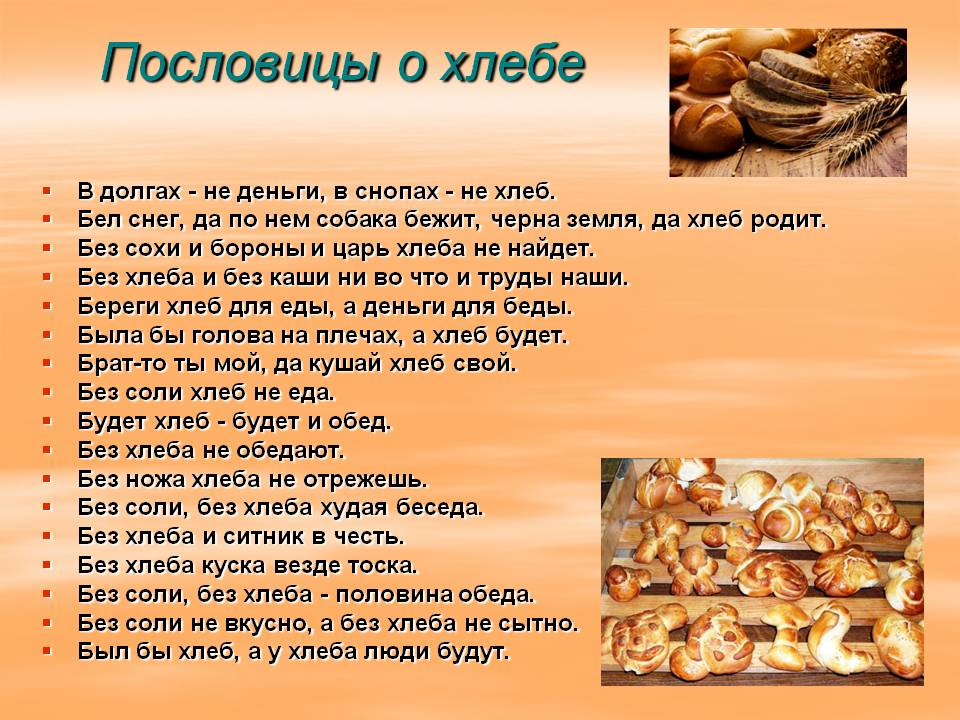 Пословицы о хлебе
В долгах - не деньги, в снопах - не хлеб.
Бел снег, да по нем собака бежит, черна земля, да хлеб родит.
Без сохи и бороны и царь хлеба не найдет.
Без хлеба и без каши ни во что и труды наши.
Береги хлеб для еды, а деньги для беды.
Была бы голова на плечах, а хлеб будет.
Брат-то ты мой, да кушай хлеб свой.
Без соли хлеб не еда.
Будет хлеб - будет и обед.
Без хлеба не обедают.
Без ножа хлеба не отрежешь.
Без соли, без хлеба худая беседа.
Без хлеба и ситник в честь.
Без хлеба куска везде тоска.
Без соли, без хлеба - половина обеда.
Без соли не вкусно, а без хлеба не сытно.
Был бы хлеб, а у хлеба люди будут.